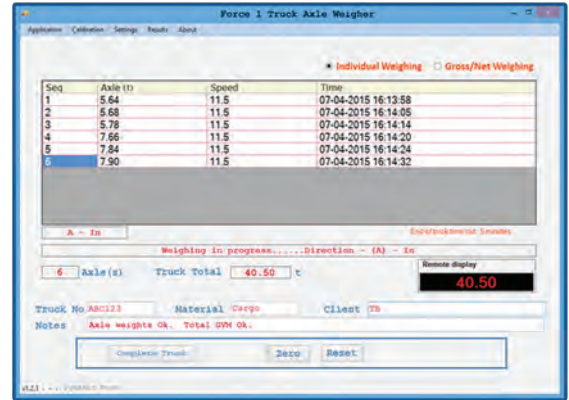 Force 1 Truck Axle Weigher
Application Calibration Settings Results About
Individual Weighing Gross/Net Weighing
Seq Axle (t) Speed Time
1 5.64 11.5 07-04-2015 16:13:58
2 5.68 11.5 07-04-2015 16:14:05
3 5.78 11.5 07-04-2015 16:14:14
4 7.66 11.5 07-04-2015 16:14:20
5 7.84 11.5 07-04-2015 16:14:24
6 7.90 11.5 07-04-2015 16:14:32
A - In
Weighing in progress......Direction - (A) - In
Remote display
6 Axle(s) Truck Total 40.50 t
40.50
Truck No ABC123 Material Cargo Client TB
Notes Axle weights Ok. Total GVM Ok.
Complete Truck Zero Reset